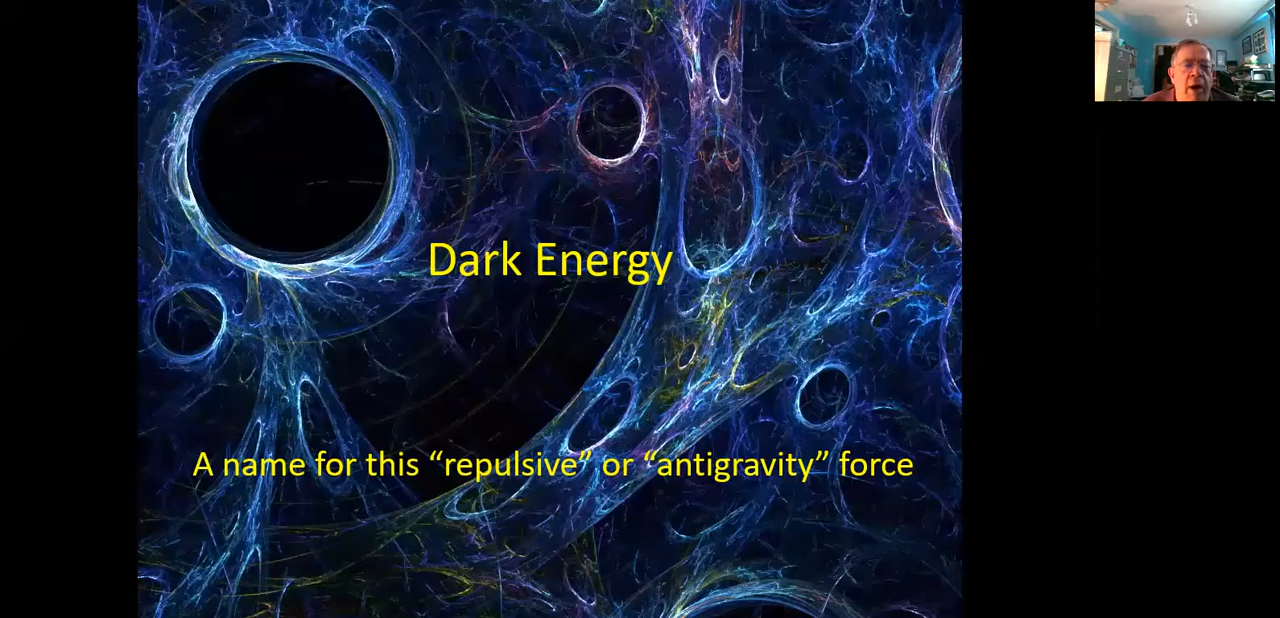 Dark Energy
A name for this “repulsive” or “antigravity” force